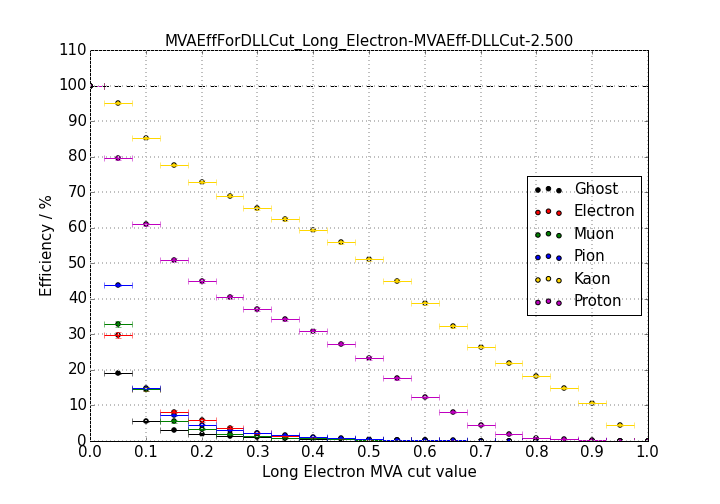 MVAEffForDLLCut_Long_Electron-MVAEff-DLLCut-2.500
110
100
90
80
70
60
50
40
30
20
10
0
Efficiency / %
Ghost
Electron
Muon
Pion
Kaon
Proton
0.0 0.1 0.2 0.3 0.4 0.5 0.6 0.7 0.8 0.9 1.0
Long Electron MVA cut value